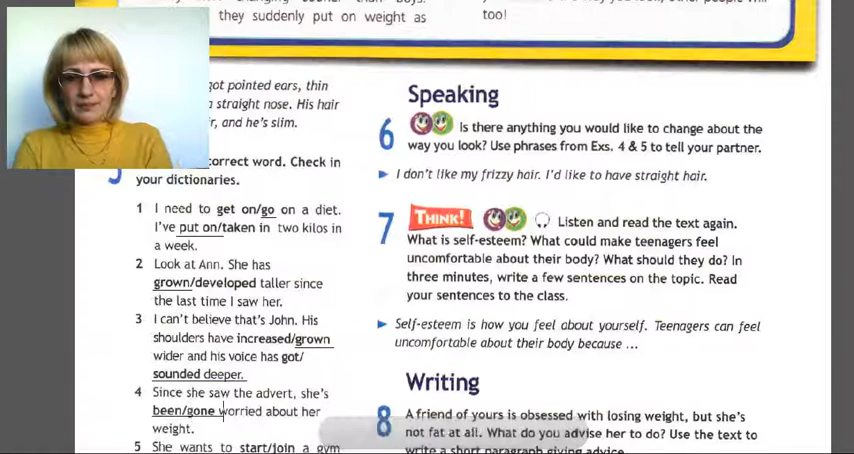 they suddenly put on weight as
too!
got pointed ears, thin
a straight nose. His hair
r, and he's slim.
5 correct word. Check in
your dictionaries.
1 I need to get on/go on a diet.
I've put on/taken in two kilos in
a week.
2 Look at Ann. She has
grown/developed taller since
the last time I saw her.
3 I can't believe that's John. His
shoulders have increased/grown
wider and his voice has got/
sounded deeper.
4 Since she saw the advert, she's
been/gone worried about her
weight.
5 She wants to start/join a gym
Speaking
6 Is there anything you would like to change about the
way you look? Use phrases from Exs. 4 & 5 to tell your partner.
I don't like my frizzy hair. I'd like to have straight hair.
7 THINK! Listen and read the text again.
What is self-esteem? What could make teenagers feel
uncomfortable about their body? What should they do? In
three minutes, write a few sentences on the topic. Read
your sentences to the class.
Self-esteem is how you feel about yourself. Teenagers can feel
uncomfortable about their body because ...
Writing
8 A friend of yours is obsessed with losing weight, but she's
not fat at all. What do you advise her to do? Use the text to
write a short paragraph giving advice.